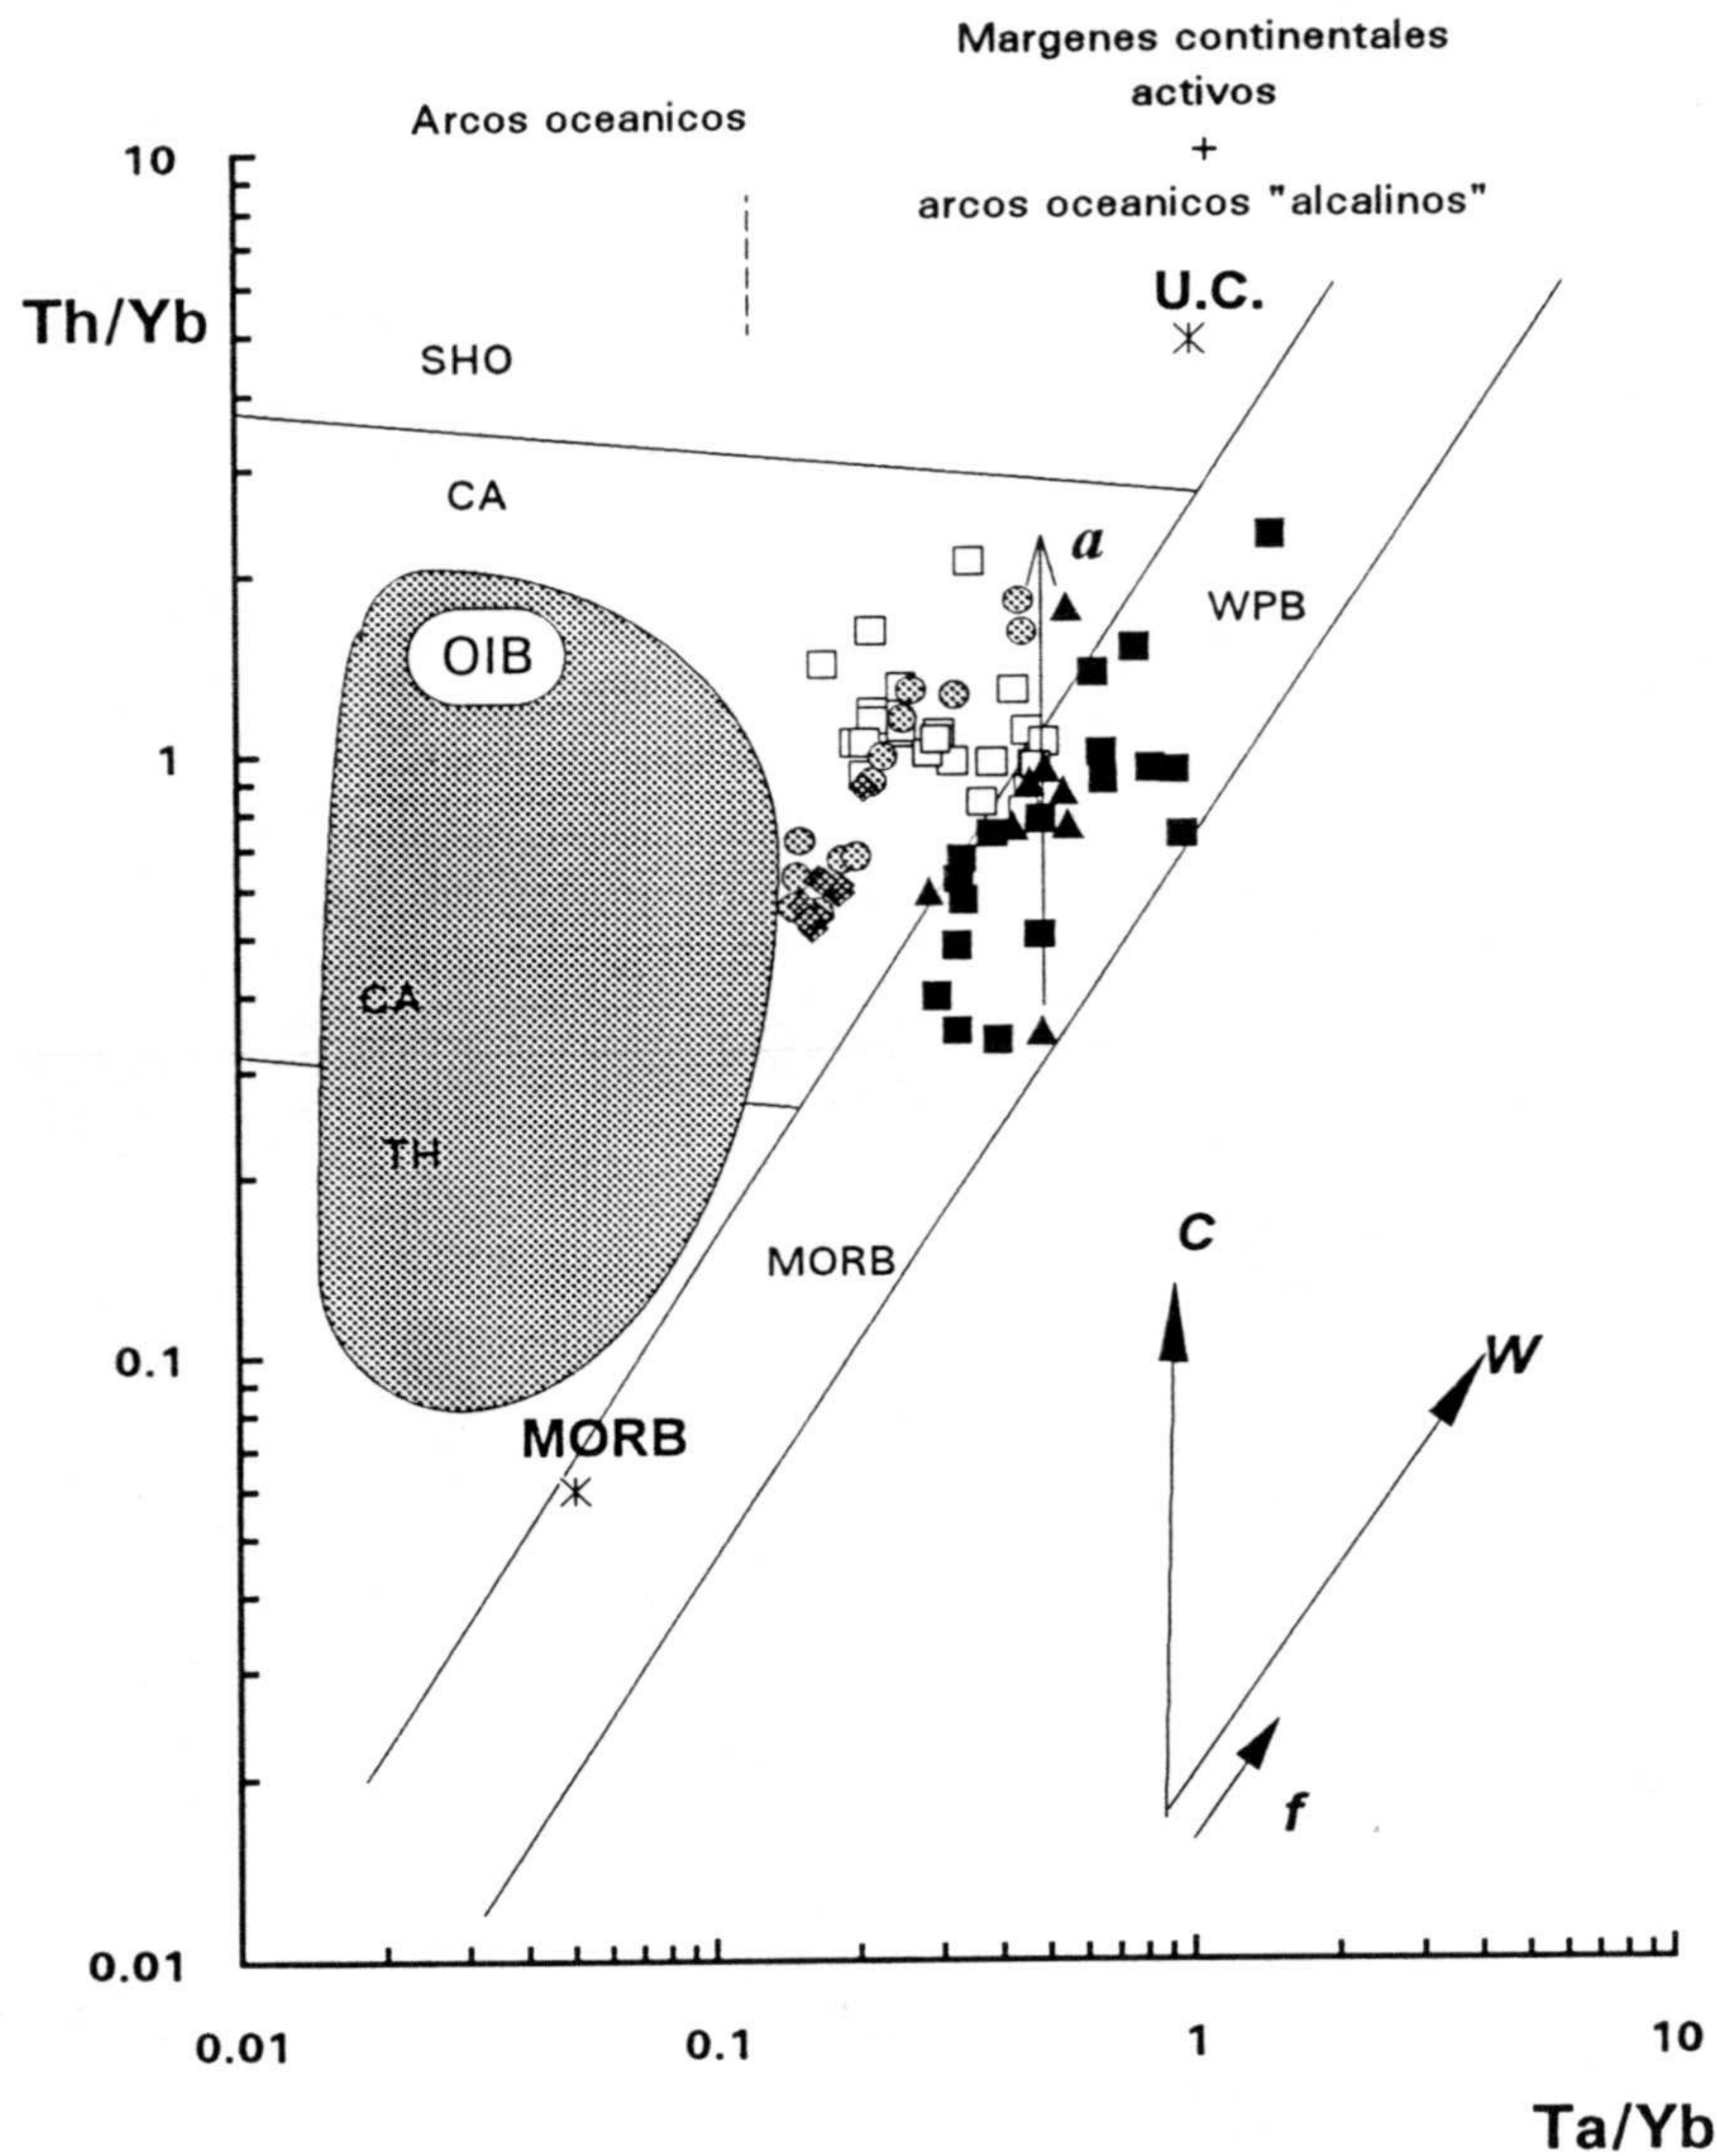 Margenes continentales
activos
+
arcos oceanicos "alcalinos"
Arcos oceanicos
10
Th/Yb
U.C.
SHO
CA
a
WPB
OIB
1
CA
TH
C
MORB
W
0.1
MORB
f
0.01
0.01
0.1
1
10
Ta/Yb